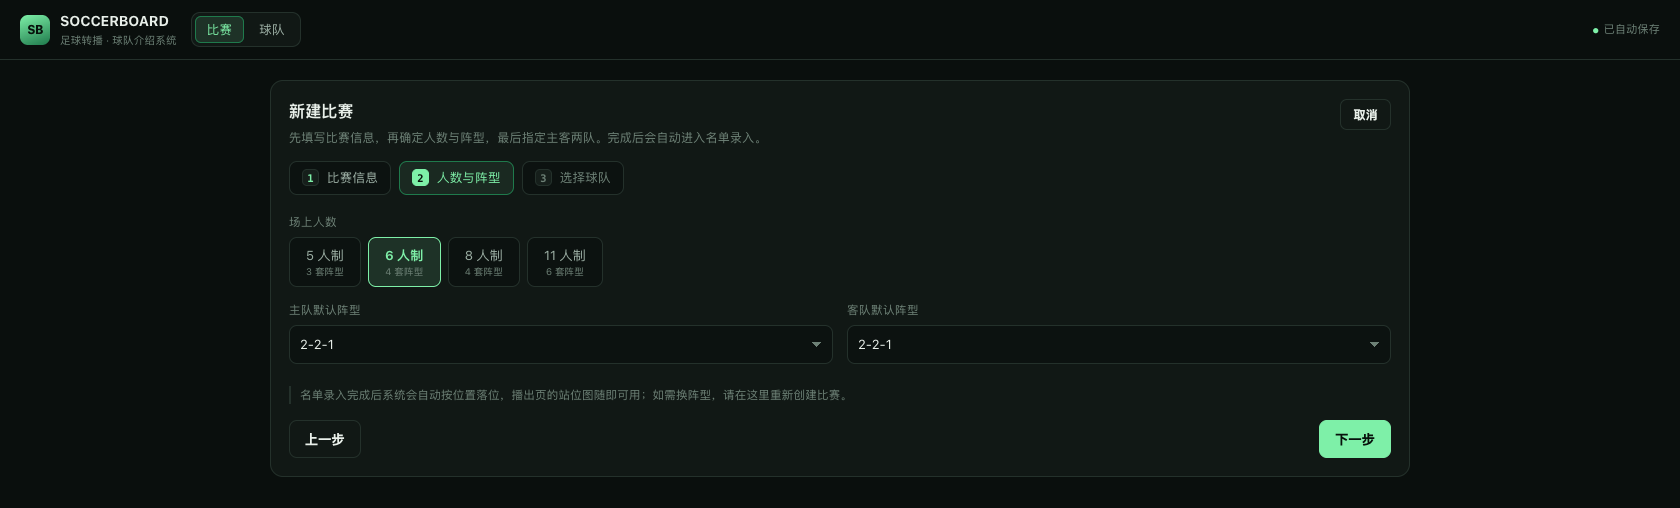 SB
SOCCERBOARD
足球转播 · 球队介绍系统
比赛
球队
已自动保存
新建比赛
取消
先填写比赛信息，再确定人数与阵型，最后指定主客两队。完成后会自动进入名单录入。
1 比赛信息
2 人数与阵型
3 选择球队
场上人数
5 人制
3 套阵型
6 人制
4 套阵型
8 人制
4 套阵型
11 人制
6 套阵型
主队默认阵型
客队默认阵型
2-2-1
2-2-1
名单录入完成后系统会自动按位置落位，播出页的站位图随即可用；如需换阵型，请在这里重新创建比赛。
上一步
下一步